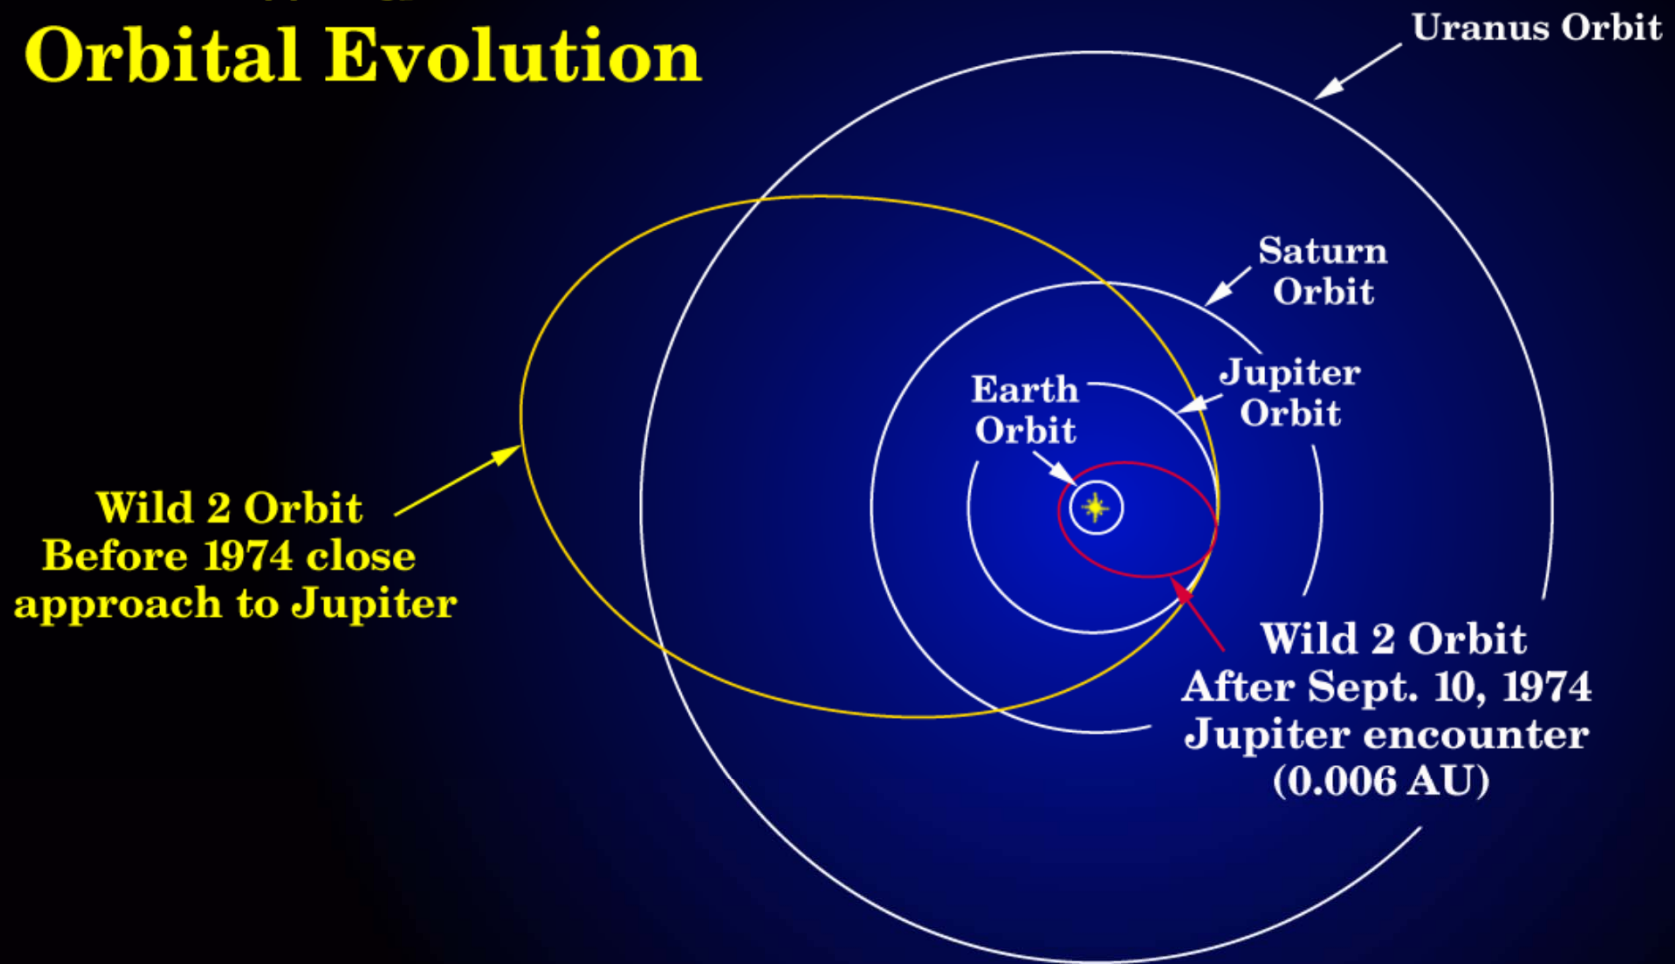 Orbital Evolution
Uranus Orbit
Saturn
Orbit
Jupiter
Orbit
Earth
Orbit
Wild 2 Orbit
Before 1974 close
approach to Jupiter
Wild 2 Orbit
After Sept. 10, 1974
Jupiter encounter
(0.006 AU)